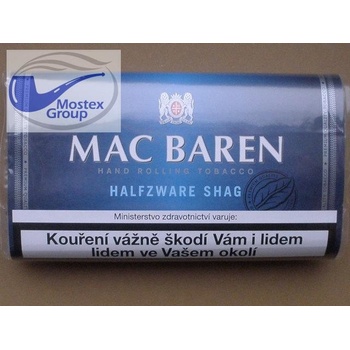 Mostex
Group
MAC BAREN
HAND ROLLING TOBACCO
HALFZWARE SHAG
Ministerstvo zdravotnictví varuje:
Kouření vážně škodí Vám i lidem
lidem ve Vašem okolí